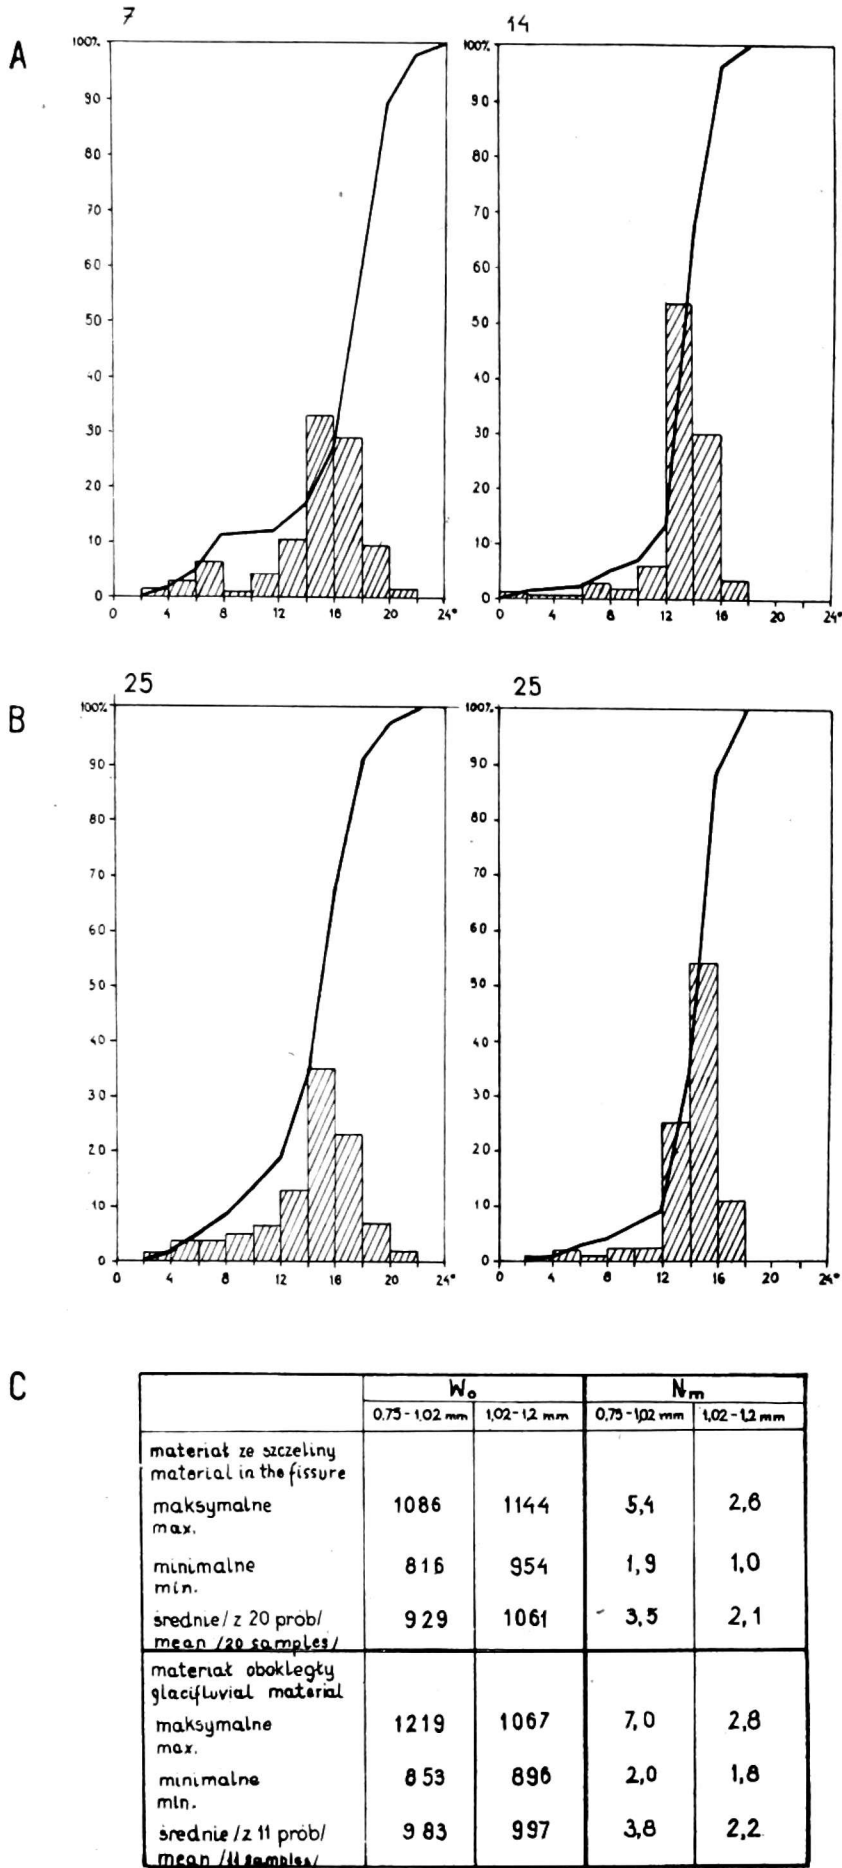 A
7
100%
90
80
70
60
50
40
30
20
10
0
0 4 8 12 16 20 24°
14
100%
90
80
70
60
50
40
30
20
10
0
0 4 8 12 16 20 24°
B
25
100%
90
80
70
60
50
40
30
20
10
0
0 4 8 12 16 20 24°
25
100%
90
80
70
60
50
40
30
20
10
0
0 4 8 12 16 20 24°
C
W₀ Nm
0,75-1,02 mm 1,02-1,2 mm 0,75-1,02 mm 1,02-1,2 mm
materiał ze szczeliny
material in the fissure
maksymalne 1086 1144 5,4 2,6
max.
minimalne 816 954 1,9 1,0
min.
średnie /z 20 prób/ 929 1061 3,5 2,1
mean /20 samples/
materiał obokległy
glacifluvial material
maksymalne 1219 1067 7,0 2,8
max.
minimalne 853 896 2,0 1,8
min.
średnie /z 11 prób/ 983 997 3,8 2,2
mean /11 samples/